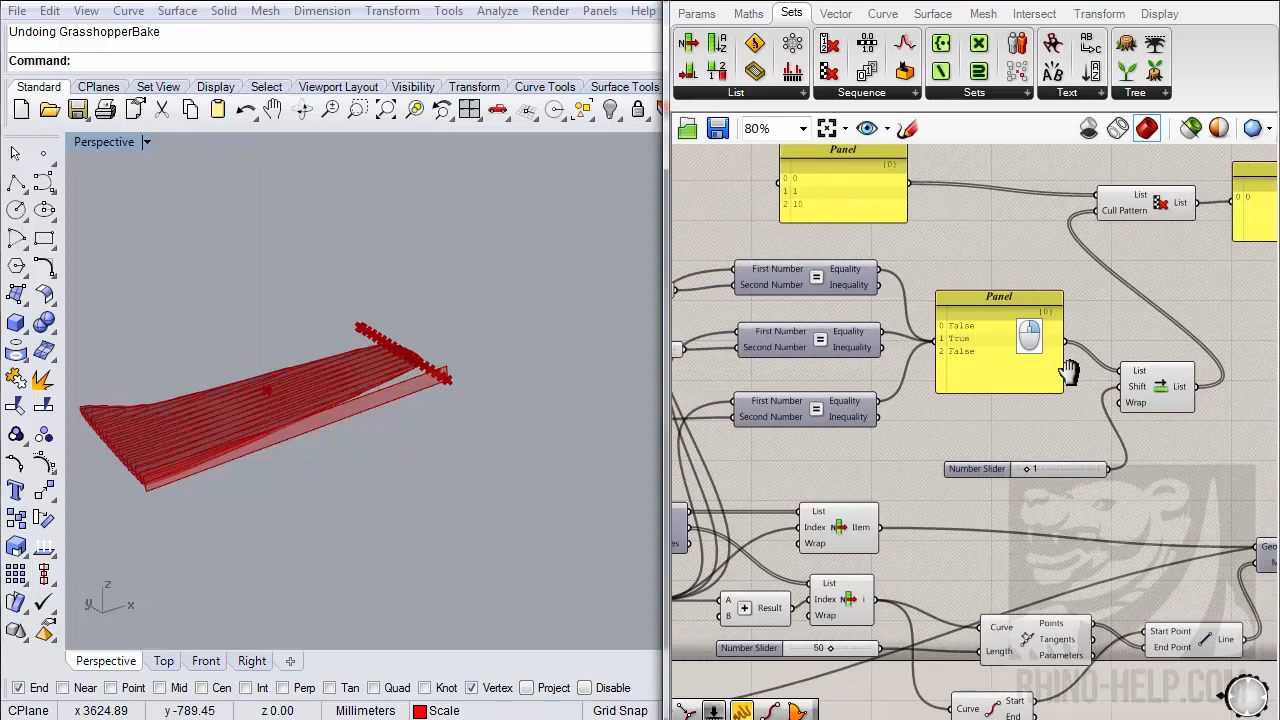 File Edit View Curve Surface Solid Mesh Dimension Transform Tools Analyze Render Panels Help
Undoing GrasshopperBake
Command:
Standard CPlanes Set View Display Select Viewport Layout Visibility Transform Curve Tools Surface Tools
Perspective
z
y
x
Perspective Top Front Right
End Near Point Mid Cen Int Perp Tan Quad Knot Vertex Project Disable
CPlane x 3624.89 y -789.45 z 0.00 Millimeters Scale Grid Snap
Params Maths Sets Vector Curve Surface Mesh Intersect Transform Display
List Sequence Sets Text Tree
80%
Panel
{0}
0 0
1 1
2 10
List
Cull Pattern
List
0 0
First Number Equality
Second Number Inequality
First Number Equality
Second Number Inequality
First Number Equality
Second Number Inequality
Panel
{0}
0 False
1 True
2 False
List
Shift
Wrap
List
Number Slider 1
List
Index
Wrap
Item
List
Index
Wrap
i
A
B
Result
Number Slider 50
Curve
Length
Points
Tangents
Parameters
Start Point
End Point
Line
Curve
Start
End
RHINO-HELP.COM